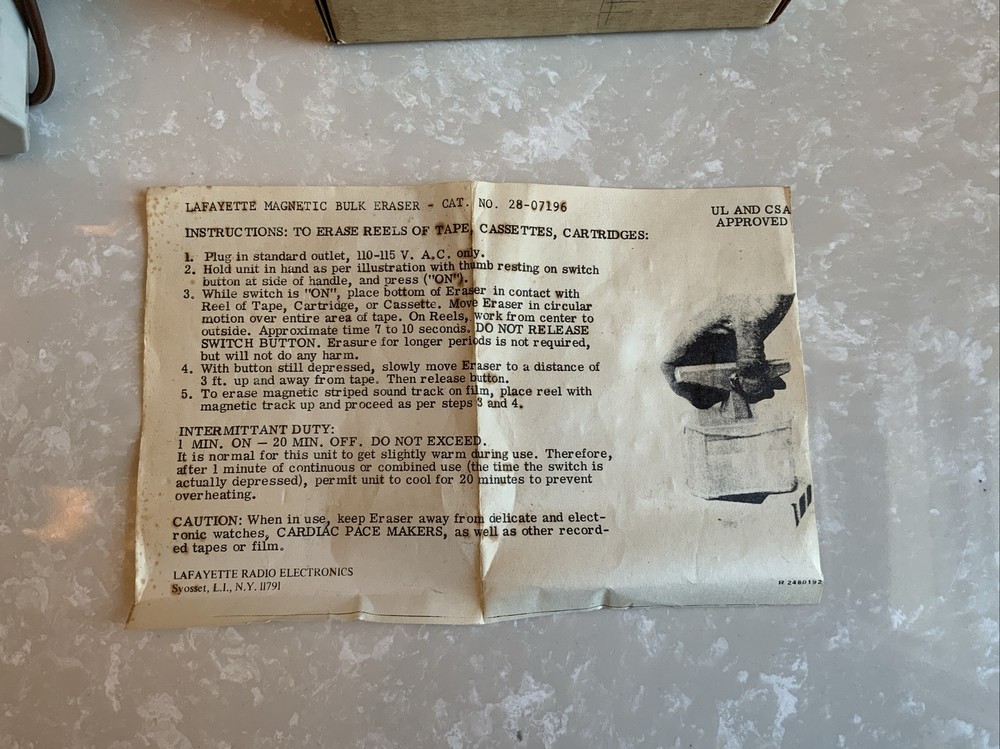 LAFAYETTE MAGNETIC BULK ERASER - CAT. NO. 28-07196
UL AND CSA
APPROVED
INSTRUCTIONS: TO ERASE REELS OF TAPE, CASSETTES, CARTRIDGES:
1. Plug in standard outlet, 110-115 V. A.C. only.
2. Hold unit in hand as per illustration with thumb resting on switch
button at side of handle, and press ("ON").
3. While switch is "ON", place bottom of Eraser in contact with
Reel of Tape, Cartridge, or Cassette. Move Eraser in circular
motion over entire area of tape. On Reels, work from center to
outside. Approximate time 7 to 10 seconds. DO NOT RELEASE
SWITCH BUTTON. Erasure for longer periods is not required,
but will not do any harm.
4. With button still depressed, slowly move Eraser to a distance of
3 ft. up and away from tape. Then release button.
5. To erase magnetic striped sound track on film, place reel with
magnetic track up and proceed as per steps 3 and 4.
INTERMITTANT DUTY:
1 MIN. ON — 20 MIN. OFF. DO NOT EXCEED.
It is normal for this unit to get slightly warm during use. Therefore,
after 1 minute of continuous or combined use (the time the switch is
actually depressed), permit unit to cool for 20 minutes to prevent
overheating.
CAUTION: When in use, keep Eraser away from delicate and elect-
ronic watches, CARDIAC PACE MAKERS, as well as other record-
ed tapes or film.
LAFAYETTE RADIO ELECTRONICS
Syosset, L.I., N.Y. 11791
R 2480192